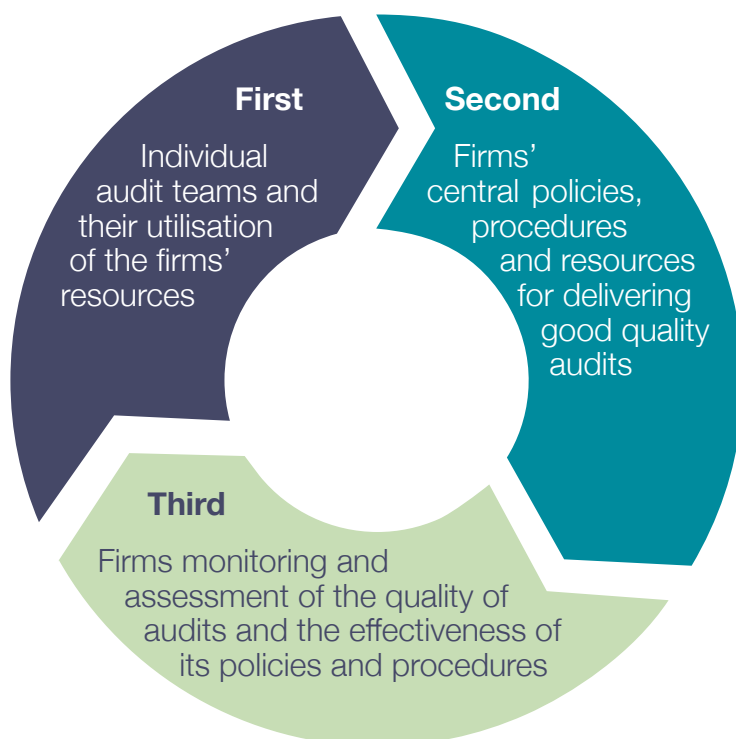 First
Individual
audit teams and
their utilisation
of the firms’
resources
Second
Firms’
central policies,
procedures
and resources
for delivering
good quality
audits
Third
Firms monitoring and
assessment of the quality of
audits and the effectiveness of
its policies and procedures